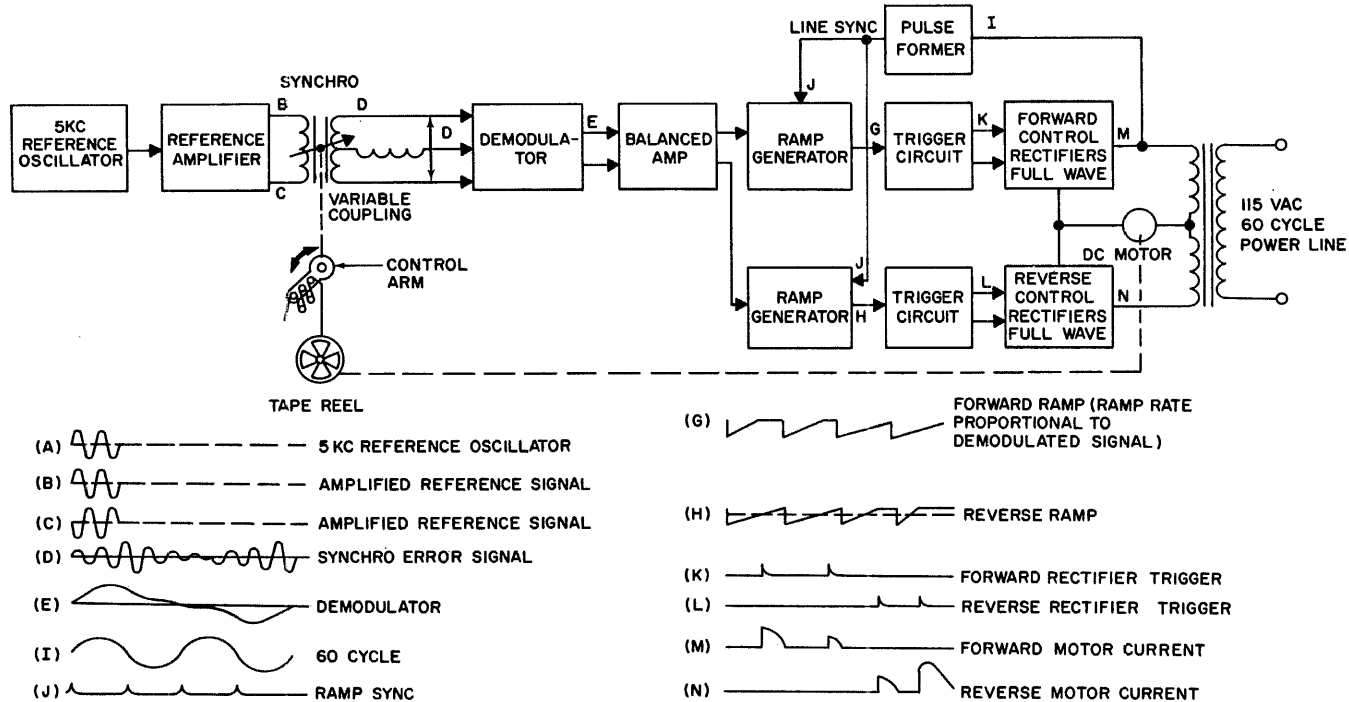 LINE SYNC
PULSE
FORMER
I
J
SYNCHRO
5KC
REFERENCE
OSCILLATOR
REFERENCE
AMPLIFIER
B
C
D
D
VARIABLE
COUPLING
DEMODULA-
TOR
E
BALANCED
AMP
RAMP
GENERATOR
G
TRIGGER
CIRCUIT
K
FORWARD
CONTROL
RECTIFIERS
FULL WAVE
M
115 VAC
60 CYCLE
POWER LINE
DC MOTOR
CONTROL
ARM
J
RAMP
GENERATOR
H
TRIGGER
CIRCUIT
L
REVERSE
CONTROL
RECTIFIERS
FULL WAVE
N
TAPE REEL
(A) 5KC REFERENCE OSCILLATOR
(B) AMPLIFIED REFERENCE SIGNAL
(C) AMPLIFIED REFERENCE SIGNAL
(D) SYNCHRO ERROR SIGNAL
(E) DEMODULATOR
(I) 60 CYCLE
(J) RAMP SYNC
(G) FORWARD RAMP (RAMP RATE
PROPORTIONAL TO
DEMODULATED SIGNAL)
(H) REVERSE RAMP
(K) FORWARD RECTIFIER TRIGGER
(L) REVERSE RECTIFIER TRIGGER
(M) FORWARD MOTOR CURRENT
(N) REVERSE MOTOR CURRENT